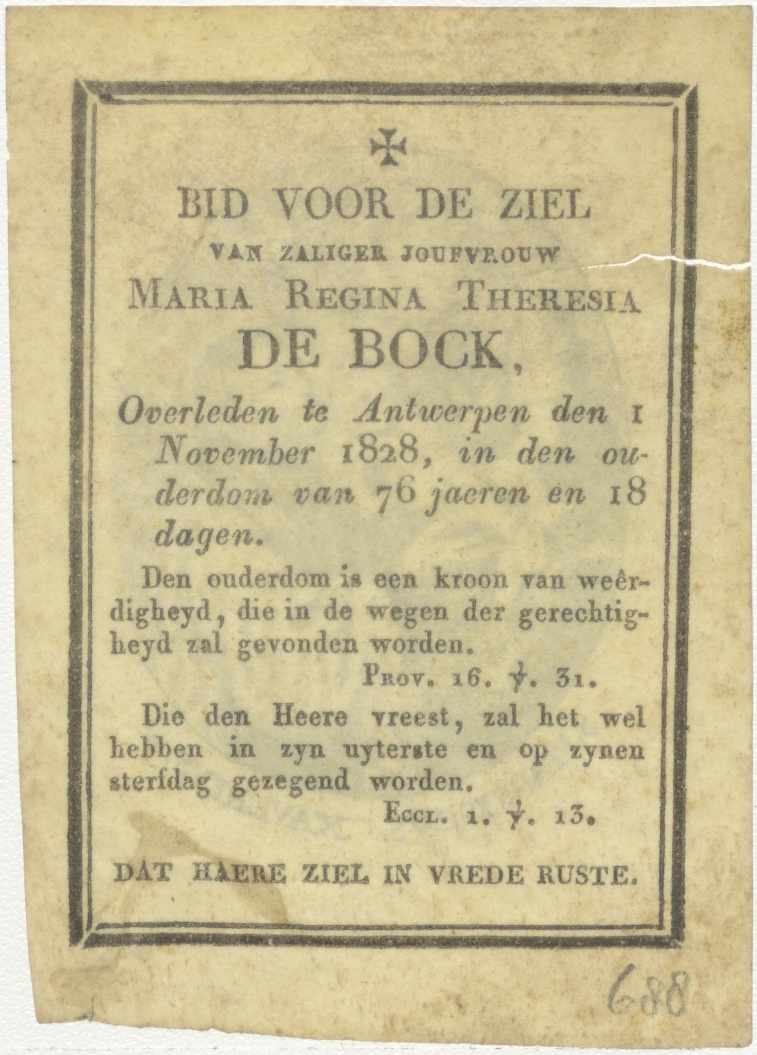 ✠
BID VOOR DE ZIEL
VAN ZALIGER JOUFVROUW
MARIA REGINA THERESIA
DE BOCK,
Overleden te Antwerpen den 1
November 1828, in den ou-
derdom van 76 jaeren en 18
dagen.
Den ouderdom is een kroon van weêr-
digheyd, die in de wegen der gerechtig-
heyd zal gevonden worden.
PROV. 16. ℣. 31.
Die den Heere vreest, zal het wel
hebben in zyn uyterste en op zynen
sterfdag gezegend worden.
ECCL. 1. ℣. 13.
DAT HAERE ZIEL IN VREDE RUSTE.
688